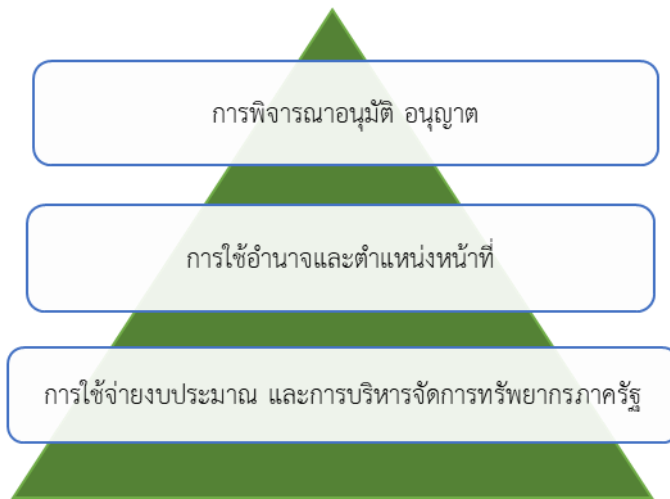 การพิจารณาอนุมัติ อนุญาต
การใช้อำนาจและตำแหน่งหน้าที่
การใช้จ่ายงบประมาณ และการบริหารจัดการทรัพยากรภาครัฐ